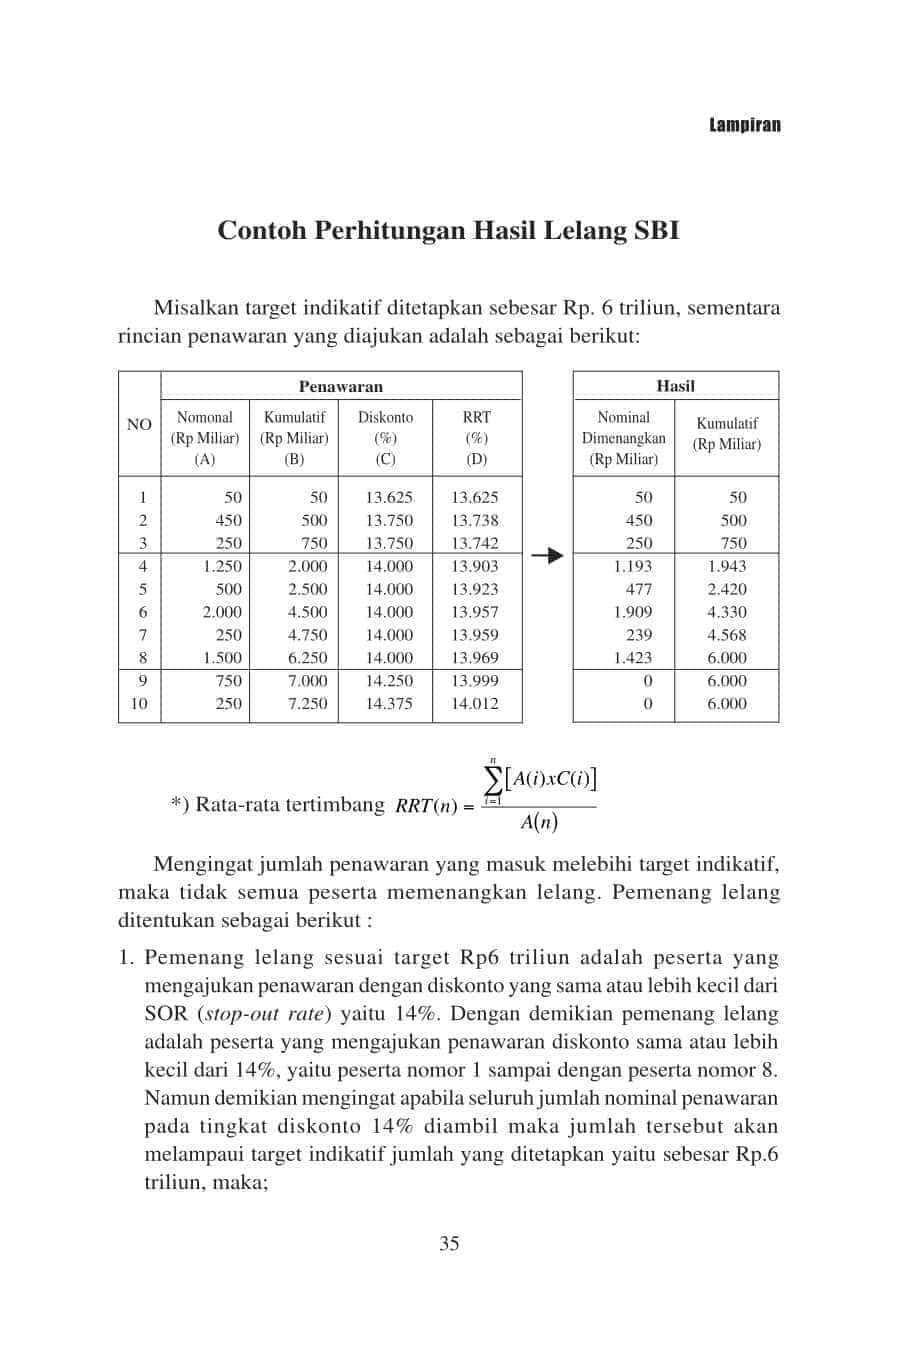 Lampiran
Contoh Perhitungan Hasil Lelang SBI
Misalkan target indikatif ditetapkan sebesar Rp. 6 triliun, sementara
rincian penawaran yang diajukan adalah sebagai berikut:
NO Penawaran Hasil
Nomonal (Rp Miliar) (A) Kumulatif (Rp Miliar) (B) Diskonto (%) (C) RRT (%) (D) Nominal Dimenangkan (Rp Miliar) Kumulatif (Rp Miliar)
1 50 50 13.625 13.625 50 50
2 450 500 13.750 13.738 450 500
3 250 750 13.750 13.742 250 750
4 1.250 2.000 14.000 13.903 1.193 1.943
5 500 2.500 14.000 13.923 477 2.420
6 2.000 4.500 14.000 13.957 1.909 4.330
7 250 4.750 14.000 13.959 239 4.568
8 1.500 6.250 14.000 13.969 1.423 6.000
9 750 7.000 14.250 13.999 0 6.000
10 250 7.250 14.375 14.012 0 6.000
*) Rata-rata tertimbang RRT(n) = n ∑ i=1 [A(i)xC(i)] A(n)
Mengingat jumlah penawaran yang masuk melebihi target indikatif,
maka tidak semua peserta memenangkan lelang. Pemenang lelang
ditentukan sebagai berikut :
1. Pemenang lelang sesuai target Rp6 triliun adalah peserta yang
mengajukan penawaran dengan diskonto yang sama atau lebih kecil dari
SOR (stop-out rate) yaitu 14%. Dengan demikian pemenang lelang
adalah peserta yang mengajukan penawaran diskonto sama atau lebih
kecil dari 14%, yaitu peserta nomor 1 sampai dengan peserta nomor 8.
Namun demikian mengingat apabila seluruh jumlah nominal penawaran
pada tingkat diskonto 14% diambil maka jumlah tersebut akan
melampaui target indikatif jumlah yang ditetapkan yaitu sebesar Rp.6
triliun, maka;
35